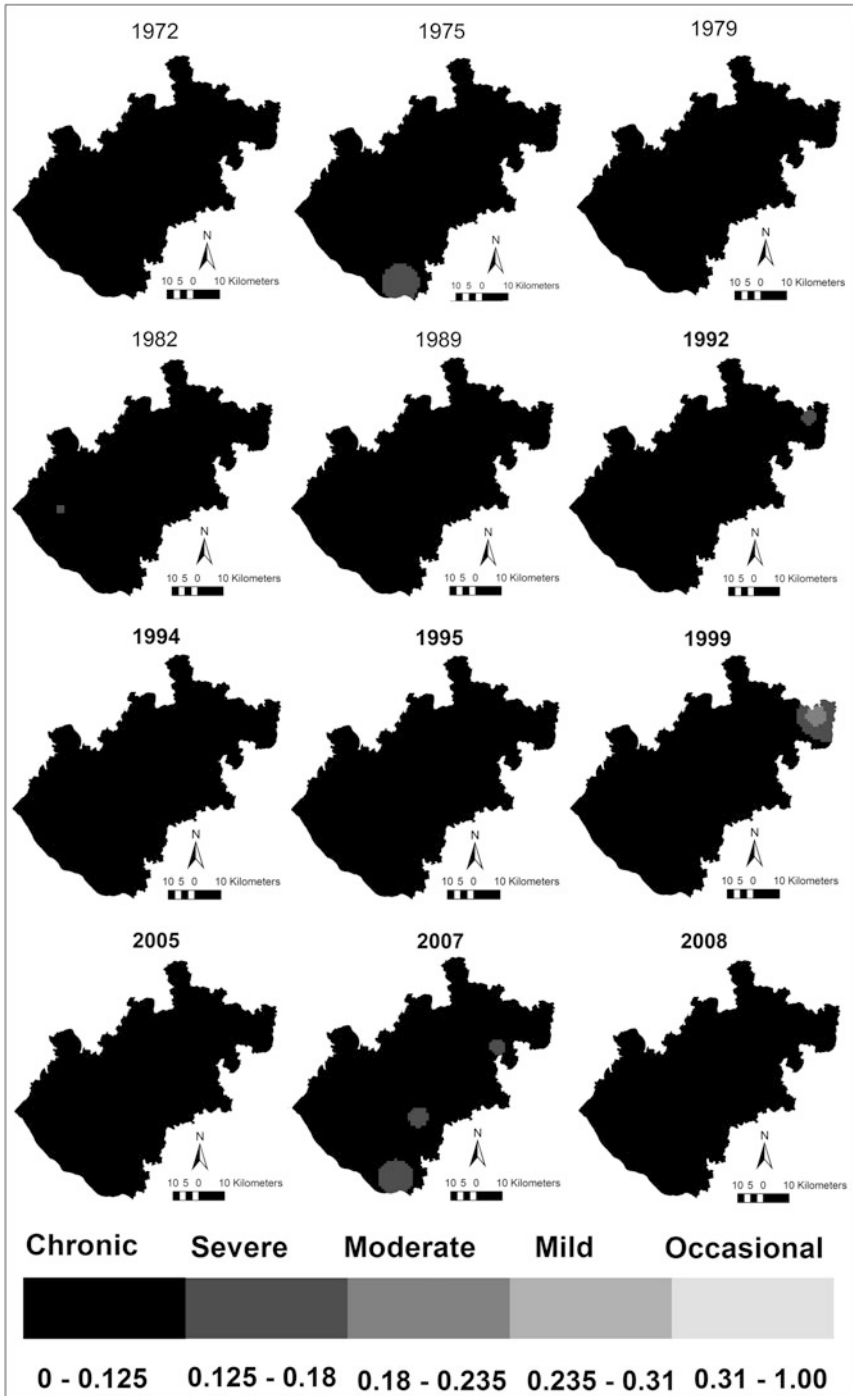 1972 1975 1979
N N N
10 5 0 10 Kilometers 10 5 0 10 Kilometers 10 5 0 10 Kilometers
1982 1989 1992
N N N
10 5 0 10 Kilometers 10 5 0 10 Kilometers 10 5 0 10 Kilometers
1994 1995 1999
N N N
10 5 0 10 Kilometers 10 5 0 10 Kilometers 10 5 0 10 Kilometers
2005 2007 2008
N N N
10 5 0 10 Kilometers 10 5 0 10 Kilometers 10 5 0 10 Kilometers
Chronic Severe Moderate Mild Occasional
0 - 0.125 0.125 - 0.18 0.18 - 0.235 0.235 - 0.31 0.31 - 1.00